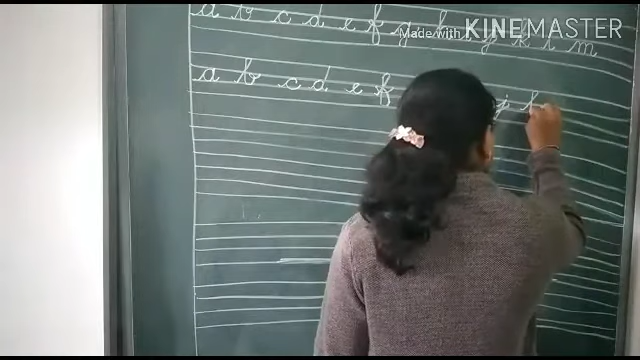 Made with KINEMASTER
a b c d e f g h i j k l m
a b c d e f j k